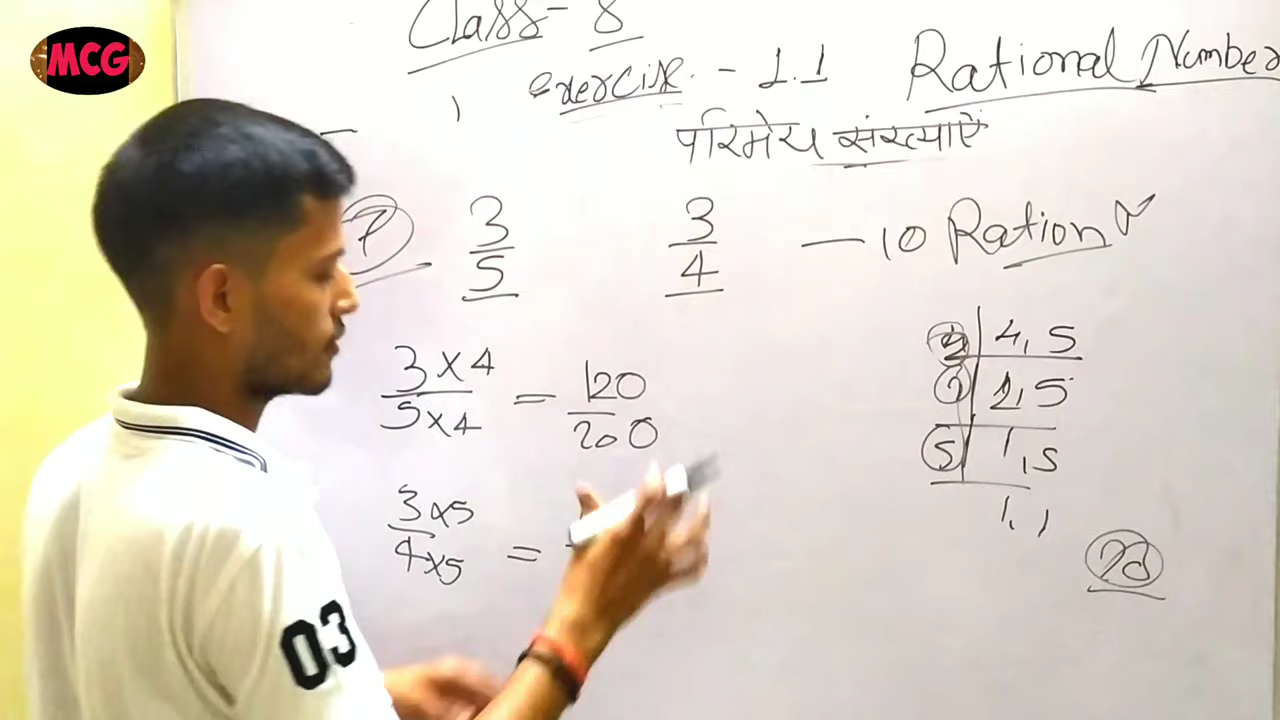 MCG
Class - 8
exercise - 1.1 Rational Number
परिमेय संख्याएँ
7 3/5 3/4 — 10 Ration
2 | 4, 5
2 | 2, 5
5 | 1, 5
1, 1
20
3 x 4 / 5 x 4 = 120 / 200
3 x 5 / 4 x 5 =
03